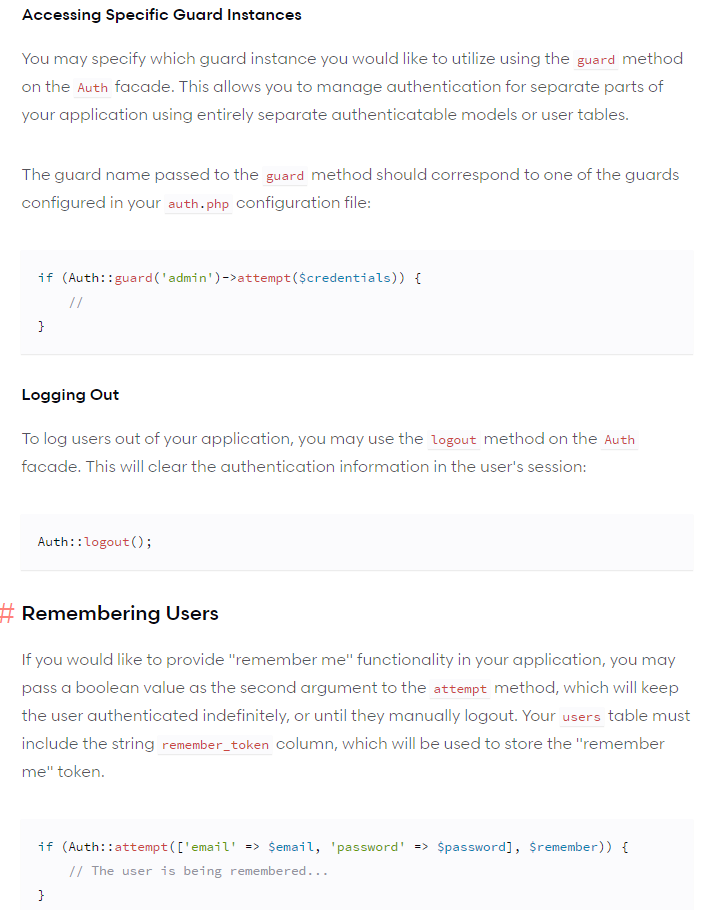 Accessing Specific Guard Instances
You may specify which guard instance you would like to utilize using the guard method
on the Auth facade. This allows you to manage authentication for separate parts of
your application using entirely separate authenticatable models or user tables.
The guard name passed to the guard method should correspond to one of the guards
configured in your auth.php configuration file:
if (Auth::guard('admin')->attempt($credentials)) {
    //
}
Logging Out
To log users out of your application, you may use the logout method on the Auth
facade. This will clear the authentication information in the user's session:
Auth::logout();
# Remembering Users
If you would like to provide "remember me" functionality in your application, you may
pass a boolean value as the second argument to the attempt method, which will keep
the user authenticated indefinitely, or until they manually logout. Your users table must
include the string remember_token column, which will be used to store the "remember
me" token.
if (Auth::attempt(['email' => $email, 'password' => $password], $remember)) {
    // The user is being remembered...
}